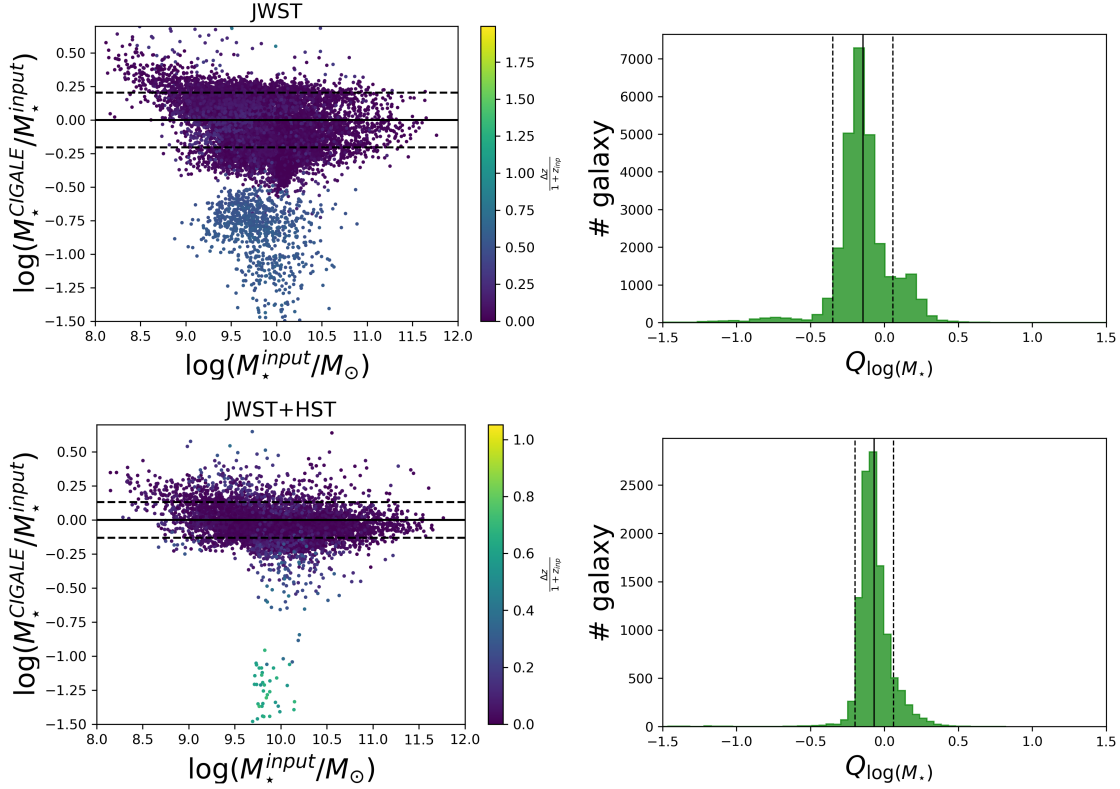 JWST
log(M⋆^CIGALE/M⋆^input)
0.50
0.25
0.00
−0.25
−0.50
−0.75
−1.00
−1.25
−1.50
8.0 8.5 9.0 9.5 10.0 10.5 11.0 11.5 12.0
log(M⋆^input/M⊙)
1.75
1.50
1.25
1.00
0.75
0.50
0.25
0.00
Δz
1 + z_inp
# galaxy
7000
6000
5000
4000
3000
2000
1000
0
−1.5 −1.0 −0.5 0.0 0.5 1.0 1.5
Q_log(M⋆)
JWST+HST
log(M⋆^CIGALE/M⋆^input)
0.50
0.25
0.00
−0.25
−0.50
−0.75
−1.00
−1.25
−1.50
8.0 8.5 9.0 9.5 10.0 10.5 11.0 11.5 12.0
log(M⋆^input/M⊙)
1.0
0.8
0.6
0.4
0.2
0.0
Δz
1 + z_inp
# galaxy
2500
2000
1500
1000
500
0
−1.5 −1.0 −0.5 0.0 0.5 1.0 1.5
Q_log(M⋆)